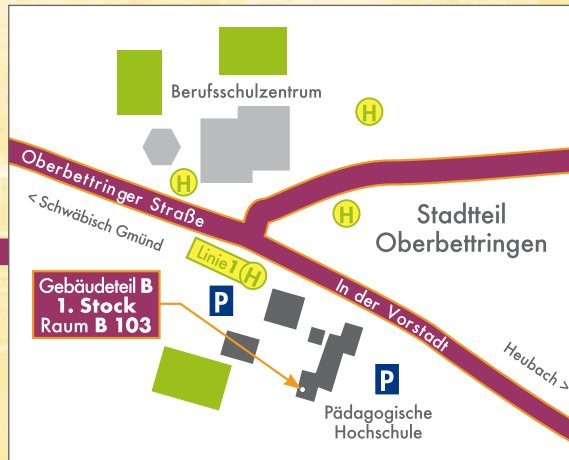 Berufsschulzentrum
H
Oberbettringer Straße
H
< Schwäbisch Gmünd
H
Stadtteil
Oberbettringen
Linie 1 H
Gebäudeteil B
1. Stock
Raum B 103
P
In der Vorstadt
Heubach >
P
Pädagogische
Hochschule